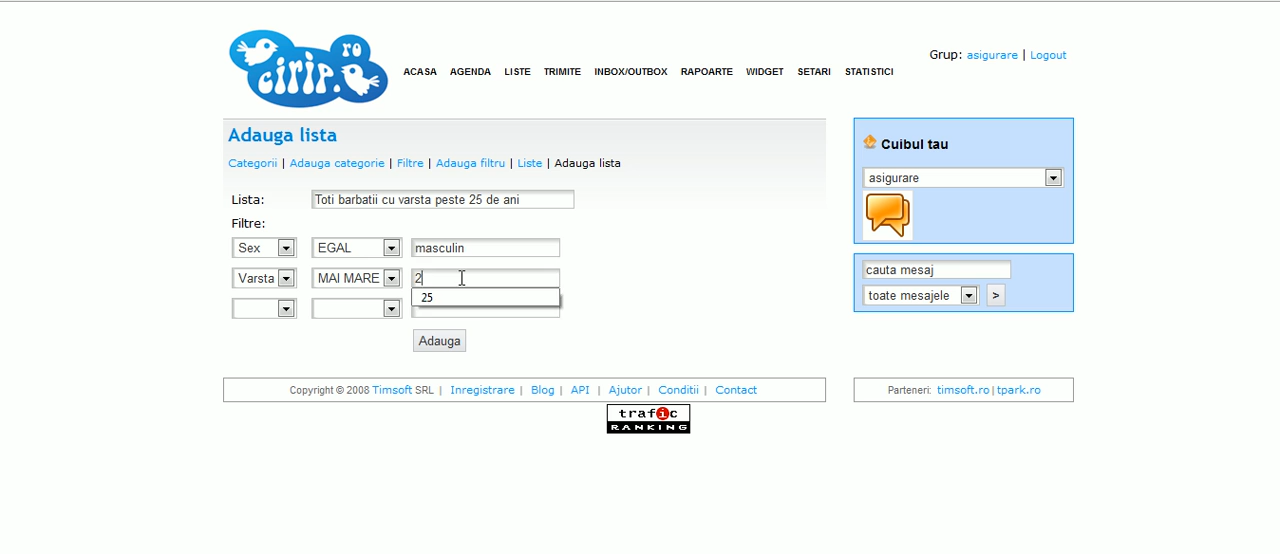 cirip.ro
ACASA AGENDA LISTE TRIMITE INBOX/OUTBOX RAPOARTE WIDGET SETARI STATISTICI
Grup: asigurare | Logout
Adauga lista
Categorii | Adauga categorie | Filtre | Adauga filtru | Liste | Adauga lista
Lista: Toti barbatii cu varsta peste 25 de ani
Filtre:
Sex EGAL masculin
Varsta MAI MARE 2
25
Adauga
Cuibul tau
asigurare
cauta mesaj
toate mesajele >
Copyright © 2008 Timsoft SRL | Inregistrare | Blog | API | Ajutor | Conditii | Contact
Parteneri: timsoft.ro | tpark.ro
trafic
RANKING